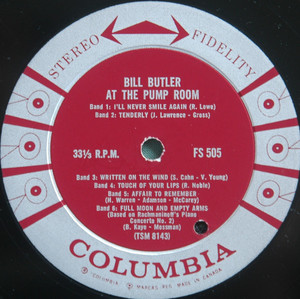 STEREO FIDELITY
BILL BUTLER
AT THE PUMP ROOM
Band 1: I'LL NEVER SMILE AGAIN (R. Lowe)
Band 2: TENDERLY (J. Lawrence - Gross)
33⅓ R.P.M. FS 505
Band 3: WRITTEN ON THE WIND (S. Cahn - V. Young)
Band 4: TOUCH OF YOUR LIPS (R. Noble)
Band 5: AFFAIR TO REMEMBER
(H. Warren - Adamson - McCarey)
Band 6: FULL MOON AND EMPTY ARMS
(Based on Rachmaninoff's Piano
Concerto No. 2)
(B. Kaye - Mossman)
(TSM 8143)
COLUMBIA
"COLUMBIA" MARCAS REG. MADE IN CANADA